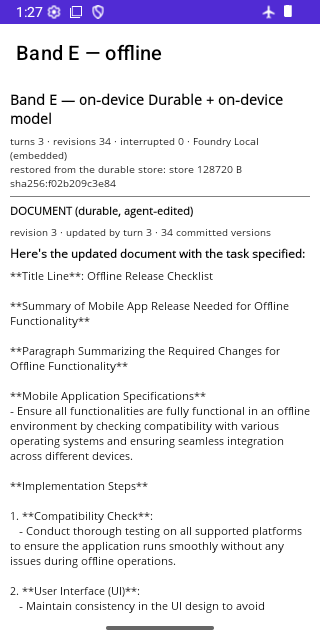 1:27
Band E — offline
Band E — on-device Durable + on-device
model
turns 3 · revisions 34 · interrupted 0 · Foundry Local
(embedded)
restored from the durable store: store 128720 B
sha256:f02b209c3e84
DOCUMENT (durable, agent-edited)
revision 3 · updated by turn 3 · 34 committed versions
Here's the updated document with the task specified:
**Title Line**: Offline Release Checklist
**Summary of Mobile App Release Needed for Offline
Functionality**
**Paragraph Summarizing the Required Changes for
Offline Functionality**
**Mobile Application Specifications**
- Ensure all functionalities are fully functional in an offline
environment by checking compatibility with various
operating systems and ensuring seamless integration
across different devices.
**Implementation Steps**
1. **Compatibility Check**:
- Conduct thorough testing on all supported platforms
to ensure the application runs smoothly without any
issues during offline operations.
2. **User Interface (UI)**:
- Maintain consistency in the UI design to avoid